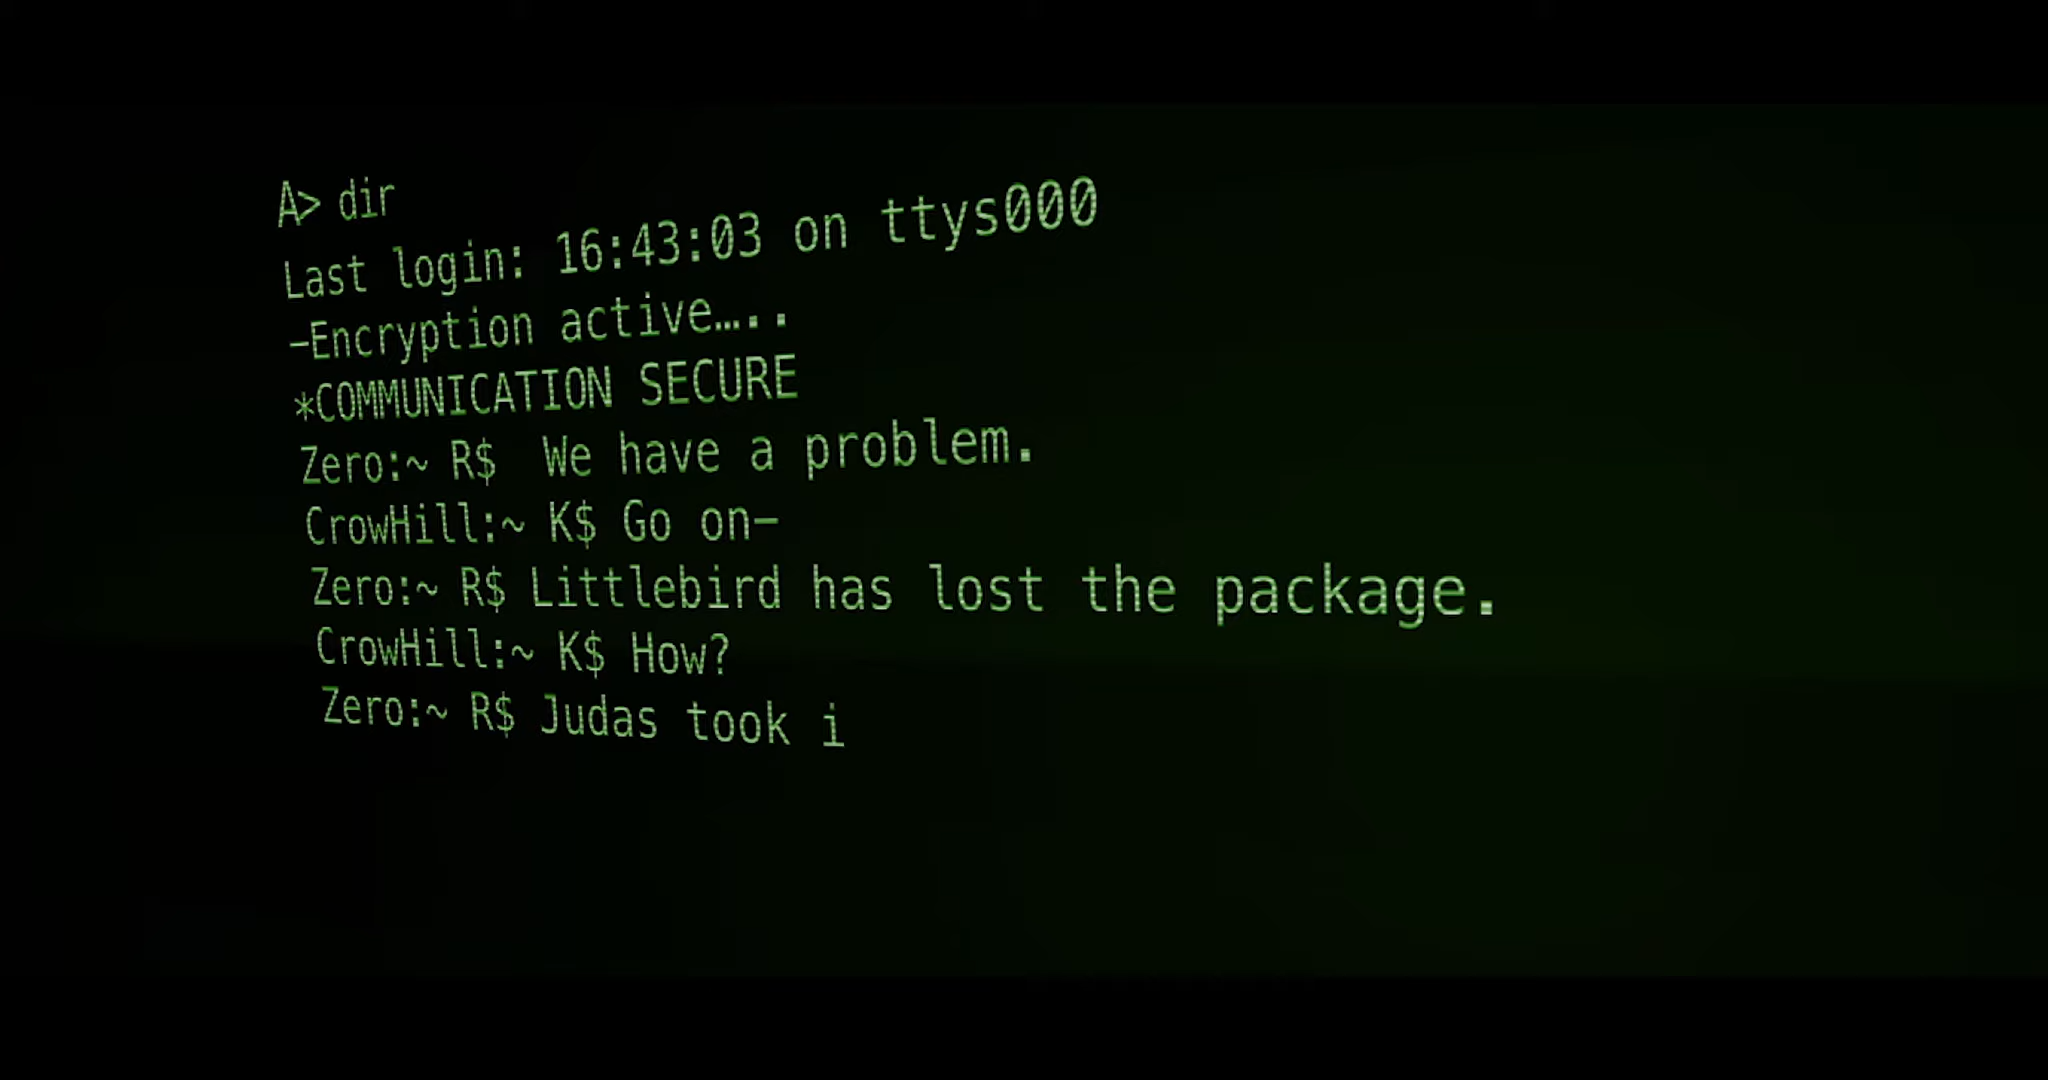 A> dir
Last login: 16:43:03 on ttys000
–Encryption active…..
*COMMUNICATION SECURE
Zero:~ R$  We have a problem.
CrowHill:~ K$ Go on–
Zero:~ R$ Littlebird has lost the package.
CrowHill:~ K$ How?
Zero:~ R$ Judas took i